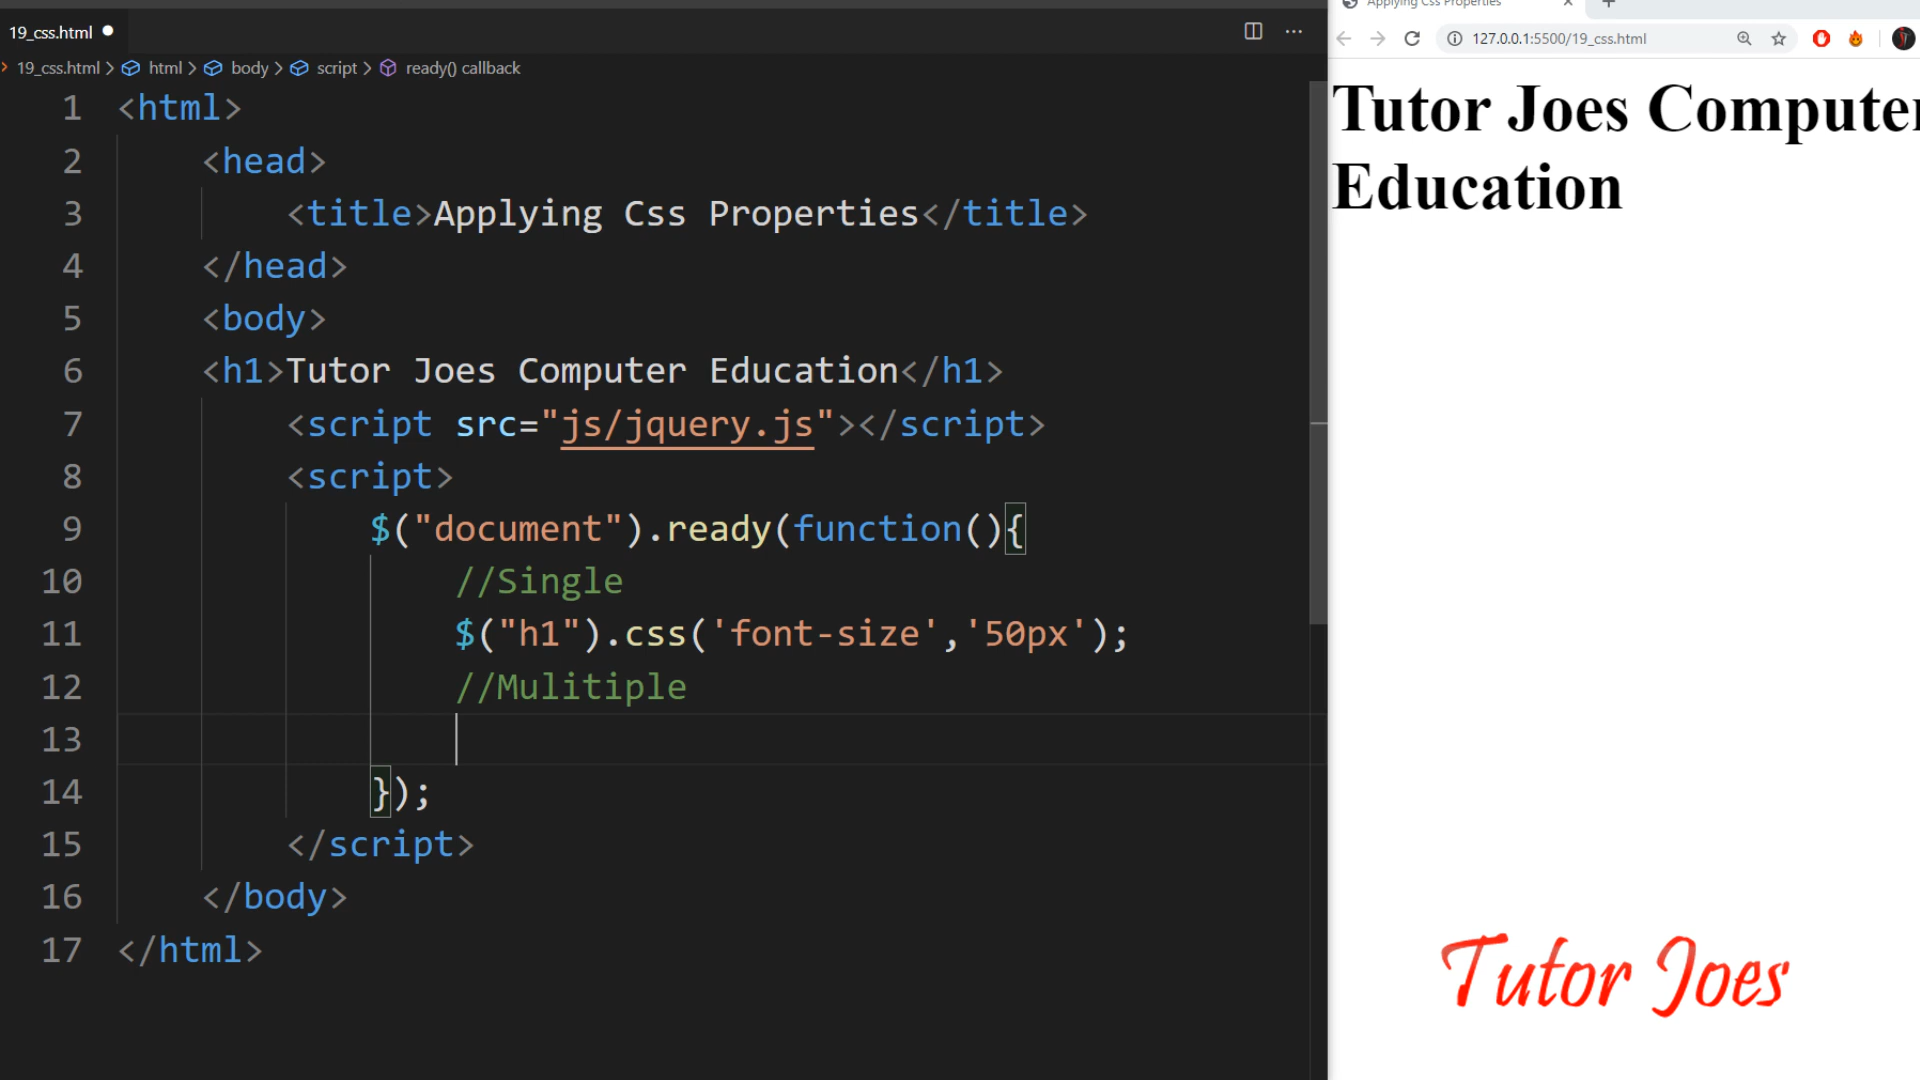 19_css.html
19_css.html > html > body > script > ready() callback
1 <html>
2 <head>
3 <title>Applying Css Properties</title>
4 </head>
5 <body>
6 <h1>Tutor Joes Computer Education</h1>
7 <script src="js/jquery.js"></script>
8 <script>
9 $("document").ready(function(){
10 //Single
11 $("h1").css('font-size','50px');
12 //Mulitiple
13
14 });
15 </script>
16 </body>
17 </html>
Applying Css Properties
127.0.0.1:5500/19_css.html
Tutor Joes Computer
Education
Tutor Joes